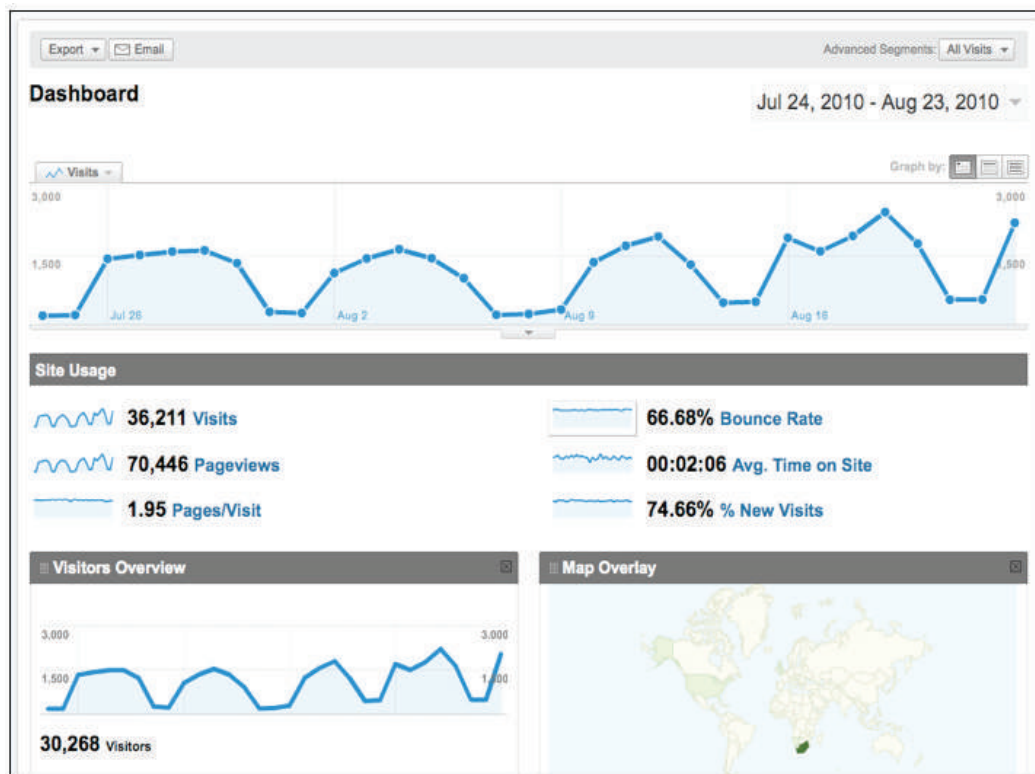 Export Email Advanced Segments: All Visits
Dashboard
Jul 24, 2010 - Aug 23, 2010
Visits Graph by:
3,000 3,000
1,500 1,500
Jul 26 Aug 2 Aug 9 Aug 16
Site Usage
36,211 Visits 66.68% Bounce Rate
70,446 Pageviews 00:02:06 Avg. Time on Site
1.95 Pages/Visit 74.66% % New Visits
Visitors Overview Map Overlay
3,000 3,000
1,500 1,500
30,268 Visitors